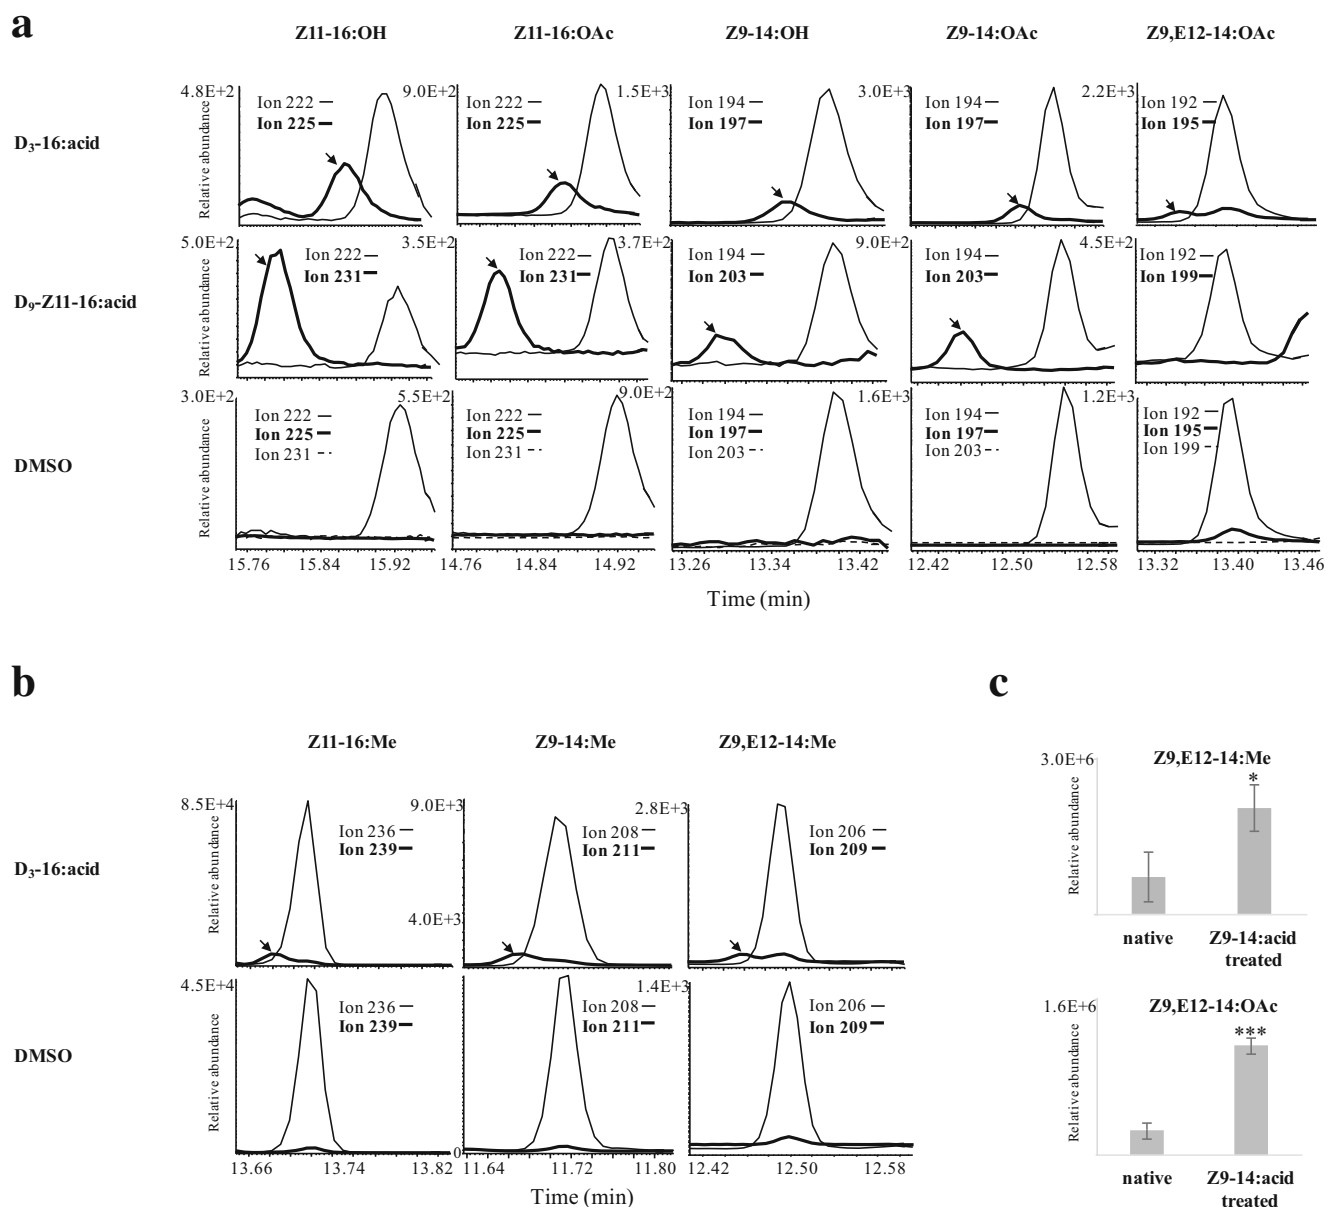 a
Z11-16:OH
Z11-16:OAc
Z9-14:OH
Z9-14:OAc
Z9,E12-14:OAc
D3-16:acid
4.8E+2
Relative abundance
Ion 222
Ion 225
9.0E+2
Ion 222
Ion 225
1.5E+3
Ion 194
Ion 197
3.0E+3
Ion 194
Ion 197
2.2E+3
Ion 192
Ion 195
D9-Z11-16:acid
5.0E+2
Relative abundance
Ion 222
Ion 231
3.5E+2
Ion 222
Ion 231
3.7E+2
Ion 194
Ion 203
9.0E+2
Ion 194
Ion 203
4.5E+2
Ion 192
Ion 199
DMSO
3.0E+2
Relative abundance
Ion 222
Ion 225
Ion 231
5.5E+2
Ion 222
Ion 225
Ion 231
9.0E+2
Ion 194
Ion 197
Ion 203
1.6E+3
Ion 194
Ion 197
Ion 203
1.2E+3
Ion 192
Ion 195
Ion 199
15.76 15.84 15.92
14.76 14.84 14.92
13.26 13.34 13.42
12.42 12.50 12.58
13.32 13.40 13.46
Time (min)
b
Z11-16:Me
Z9-14:Me
Z9,E12-14:Me
D3-16:acid
8.5E+4
Relative abundance
Ion 236
Ion 239
9.0E+3
4.0E+3
Ion 208
Ion 211
2.8E+3
Ion 206
Ion 209
DMSO
4.5E+4
Relative abundance
Ion 236
Ion 239
0
Ion 208
Ion 211
1.4E+3
Ion 206
Ion 209
13.66 13.74 13.82
11.64 11.72 11.80
12.42 12.50 12.58
Time (min)
c
Z9,E12-14:Me
3.0E+6
Relative abundance
*
native
Z9-14:acid
treated
Z9,E12-14:OAc
1.6E+6
Relative abundance
***
native
Z9-14:acid
treated